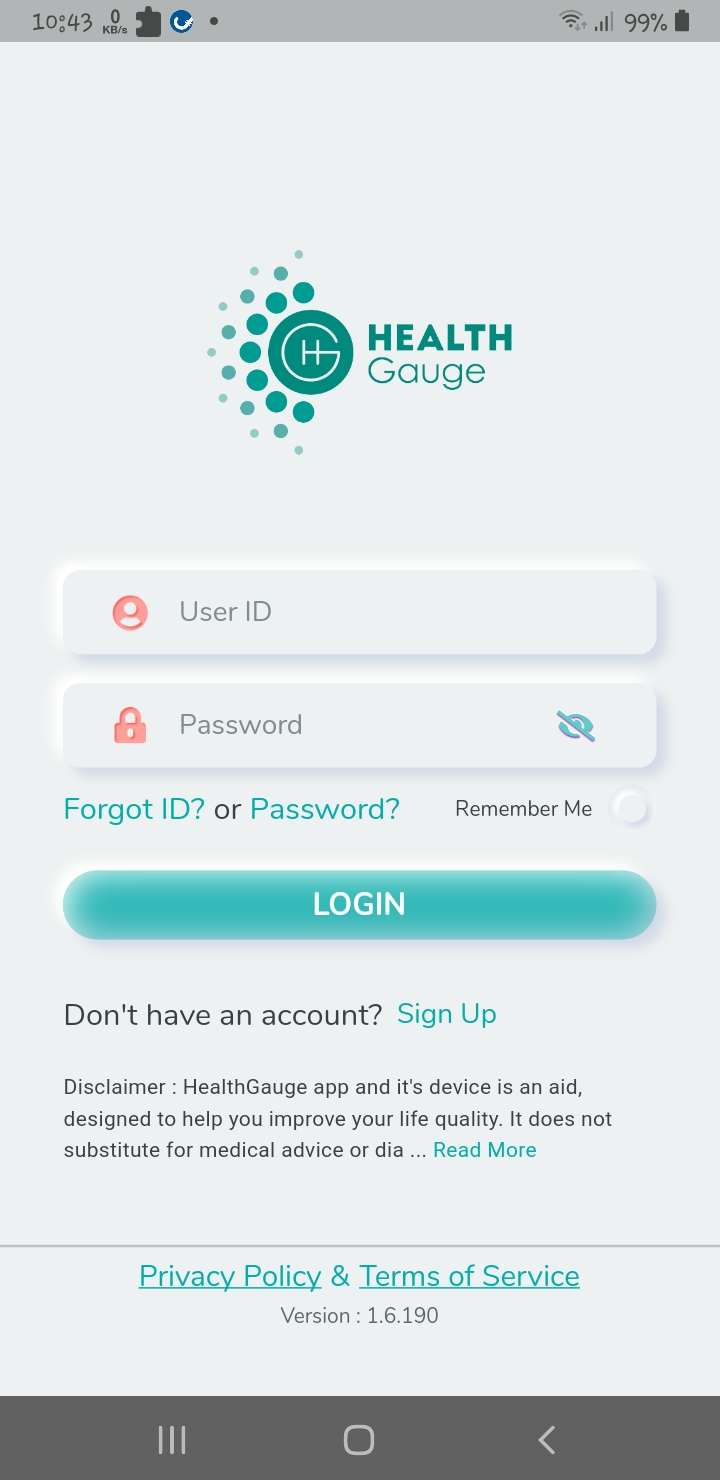 10:43 0 KB/s 99%
HEALTH
Gauge
User ID
Password
Forgot ID? or Password? Remember Me
LOGIN
Don't have an account? Sign Up
Disclaimer : HealthGauge app and it's device is an aid,
designed to help you improve your life quality. It does not
substitute for medical advice or dia ... Read More
Privacy Policy & Terms of Service
Version : 1.6.190